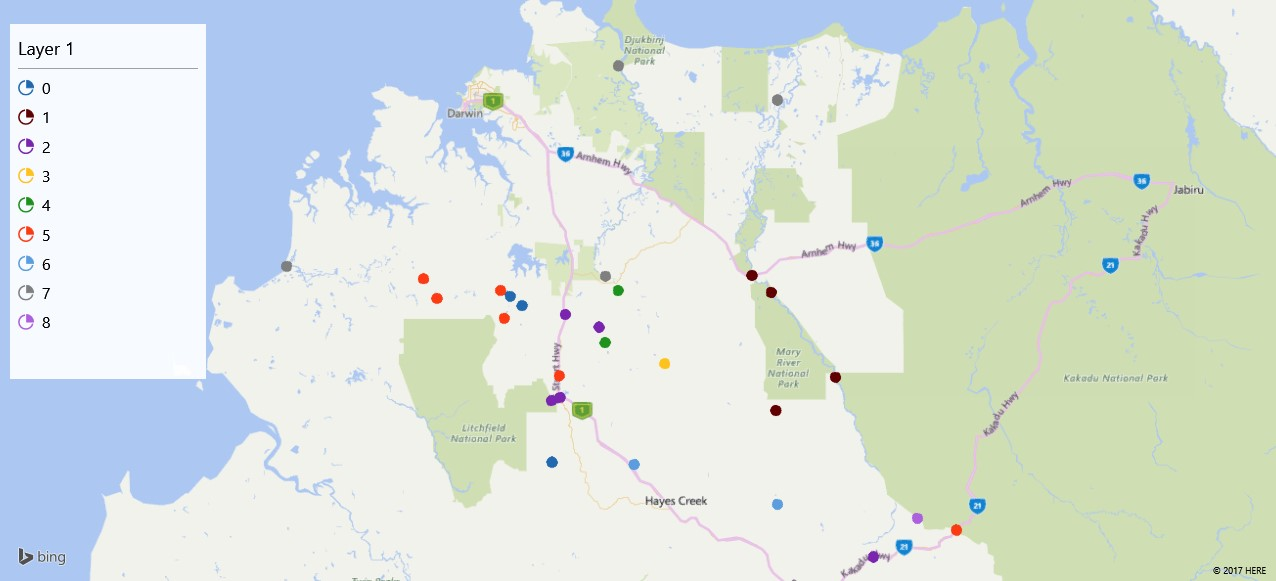 Layer 1
0
1
2
3
4
5
6
7
8
Djukbinj
National
Park
1
Darwin
36
Arnhem Hwy
Arnhem Hwy
36
Jabiru
Kakadu Hwy
Arnhem Hwy
36
21
Stuart Hwy
Mary
River
National
Park
Kakadu National Park
1
Litchfield
National Park
Kakadu Hwy
Hayes Creek
21
21
Kakadu Hwy
bing
© 2017 HERE